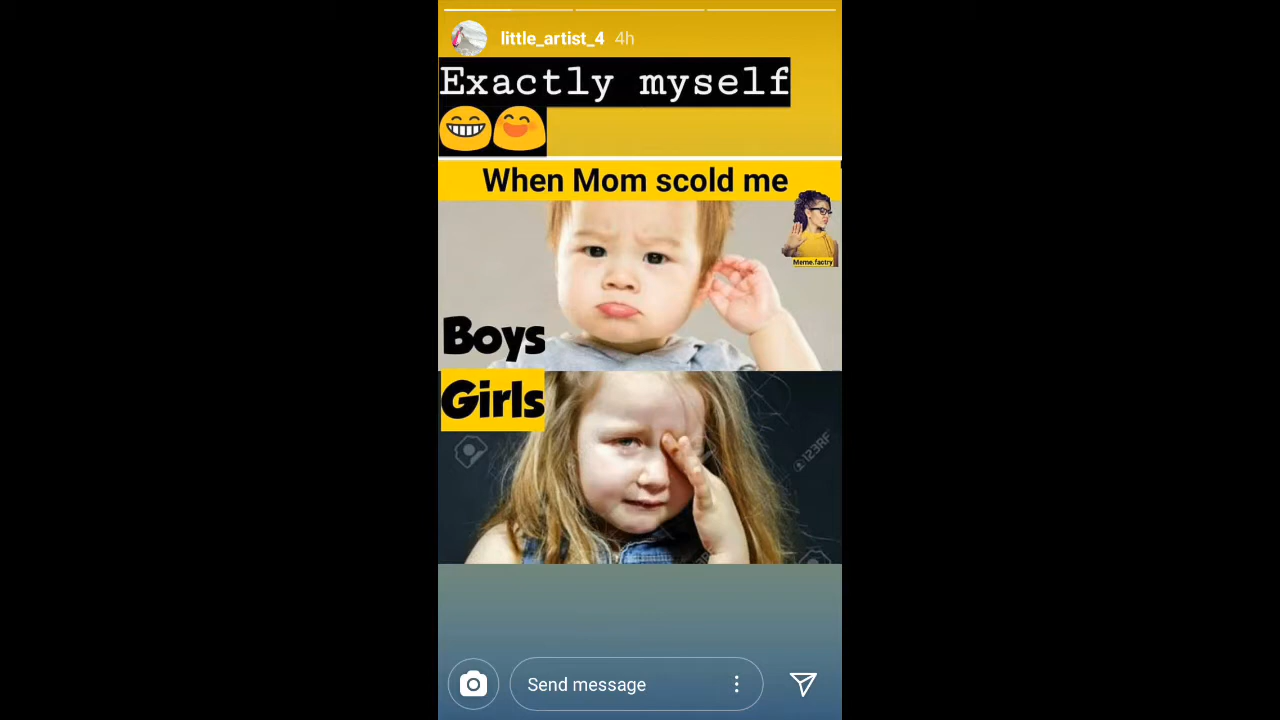 little_artist_4 4h
Exactly myself
😁😄
When Mom scold me
Meme.factry
Boys
Girls
123RF
Send message